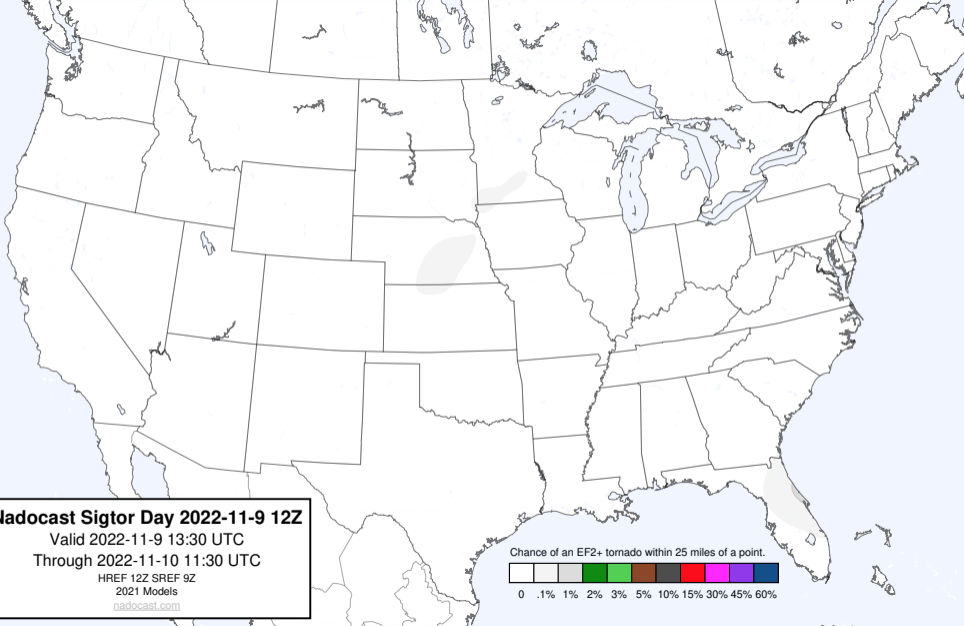 Nadocast Sigtor Day 2022-11-9 12Z
Valid 2022-11-9 13:30 UTC
Through 2022-11-10 11:30 UTC
HREF 12Z SREF 9Z
2021 Models
nadocast.com
Chance of an EF2+ tornado within 25 miles of a point.
0 .1% 1% 2% 3% 5% 10% 15% 30% 45% 60%